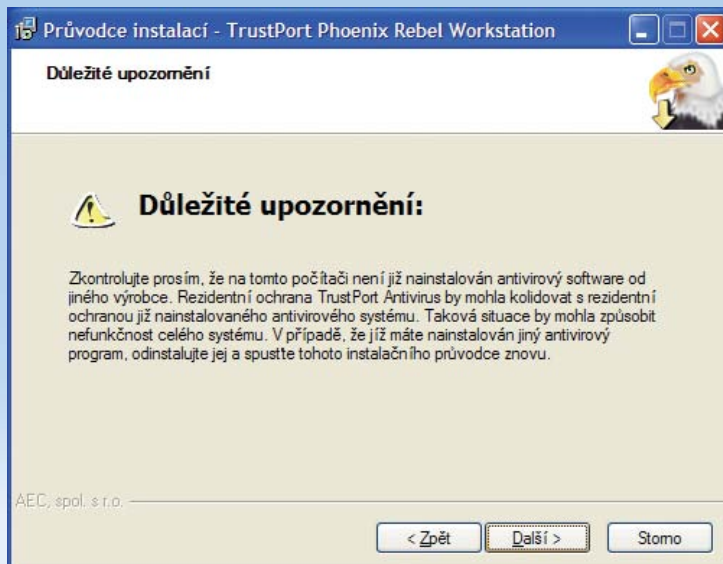 Průvodce instalací - TrustPort Phoenix Rebel Workstation
Důležité upozornění
Důležité upozornění:
Zkontrolujte prosím, že na tomto počítači není již nainstalován antivirový software od
jiného výrobce. Rezidentní ochrana TrustPort Antivirus by mohla kolidovat s rezidentní
ochranou již nainstalovaného antivirového systému. Taková situace by mohla způsobit
nefunkčnost celého systému. V případě, že jíž máte nainstalován jiný antivirový
program, odinstalujte jej a spusťte tohoto instalačního průvodce znovu.
AEC, spol. s r.o.
< Zpět Další > Storno